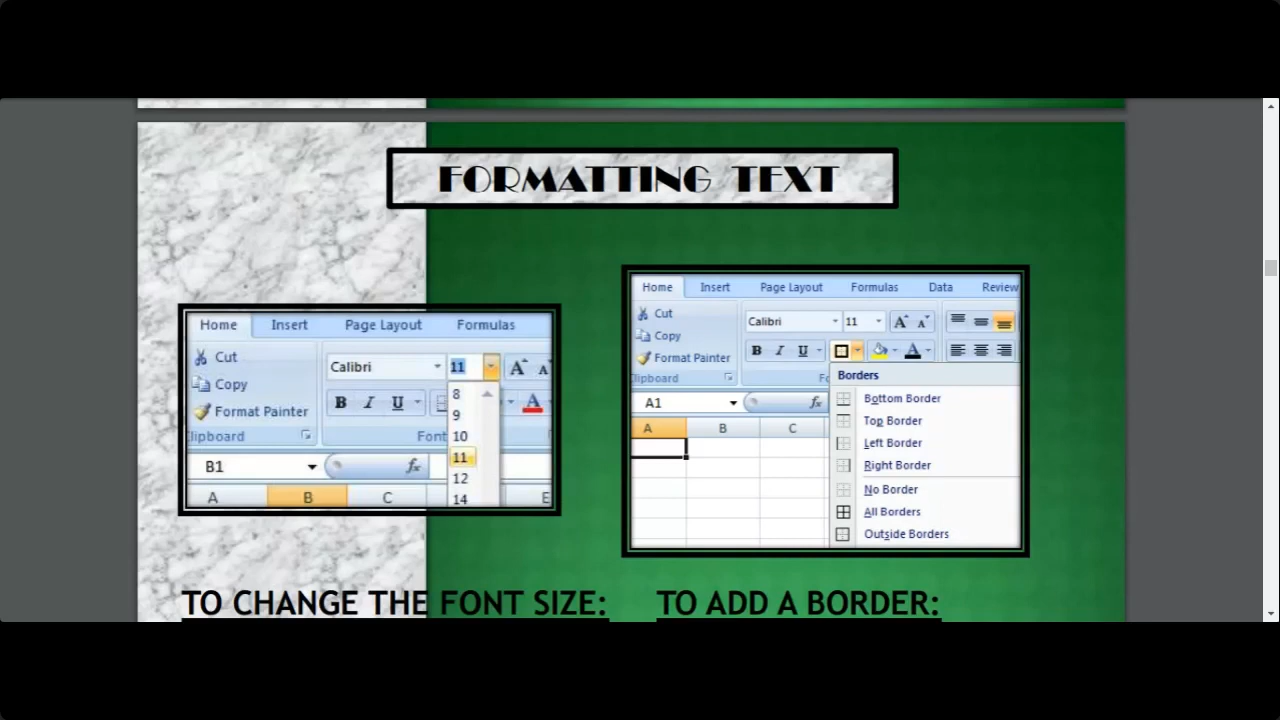 FORMATTING TEXT
Home Insert Page Layout Formulas
Cut
Calibri 11 A A
Copy
B I U A
Format Painter
lipboard Font
8
9
10
11
12
14
B1 fx
A B C E
Home Insert Page Layout Formulas Data Review
Cut
Calibri 11 A A
Copy
B I U A
Format Painter
lipboard
A1 fx
A B C
Borders
Bottom Border
Top Border
Left Border
Right Border
No Border
All Borders
Outside Borders
TO CHANGE THE FONT SIZE: TO ADD A BORDER: